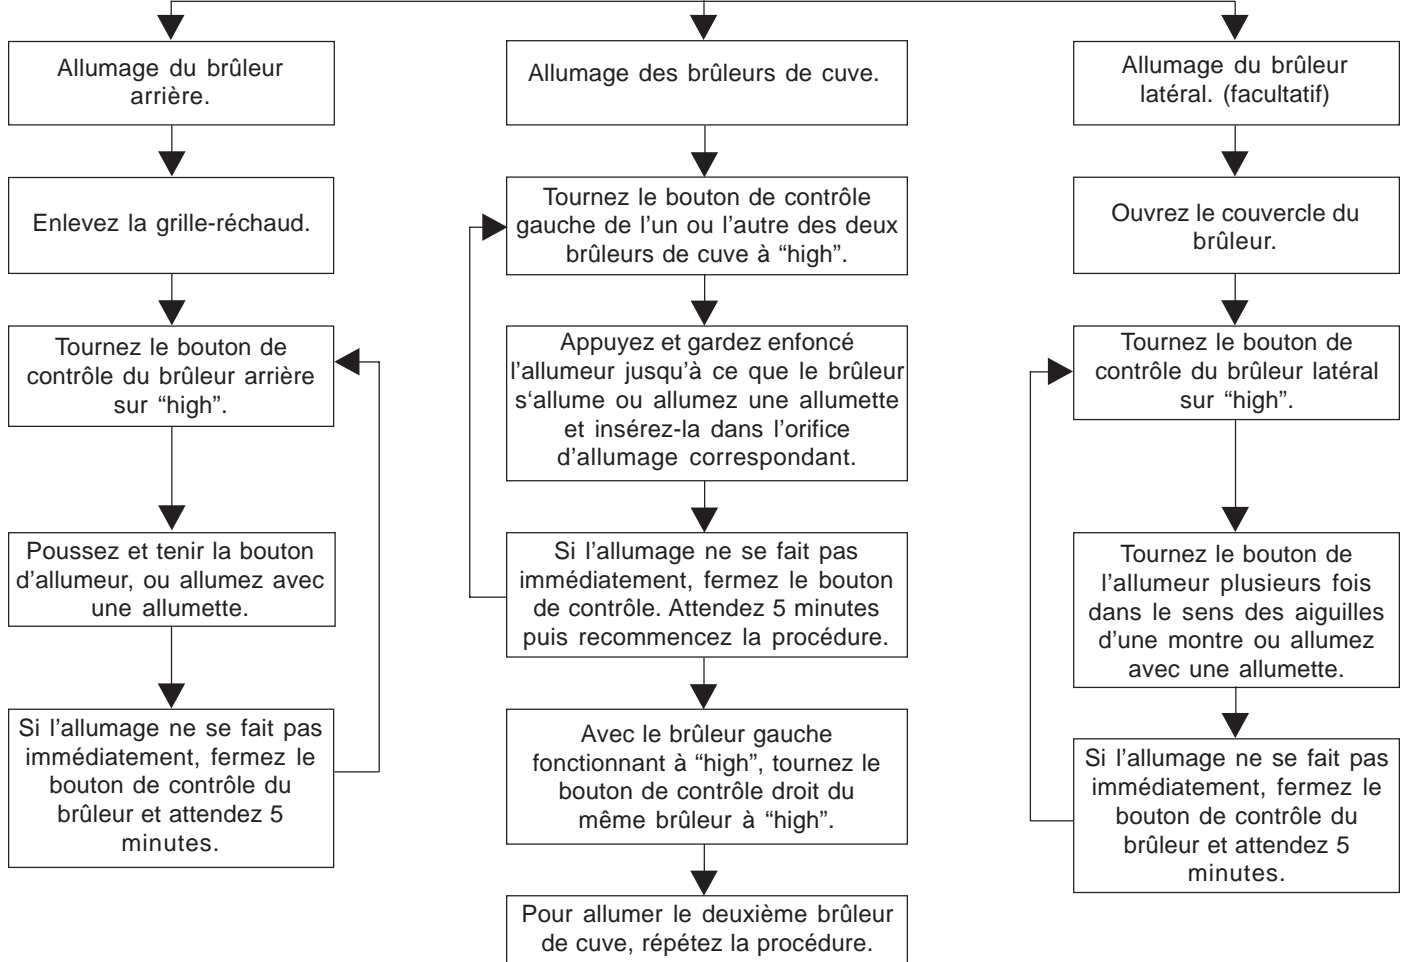 Allumage du brûleur
arrière.
Enlevez la grille-réchaud.
Tournez le bouton de
contrôle du brûleur arrière
sur “high”.
Poussez et tenir la bouton
d’allumeur, ou allumez avec
une allumette.
Si l’allumage ne se fait pas
immédiatement, fermez le
bouton de contrôle du
brûleur et attendez 5
minutes.
Allumage des brûleurs de cuve.
Tournez le bouton de contrôle
gauche de l’un ou l’autre des deux
brûleurs de cuve à “high”.
Appuyez et gardez enfoncé
l’allumeur jusqu’à ce que le brûleur
s‘allume ou allumez une allumette
et insérez-la dans l’orifice
d’allumage correspondant.
Si l’allumage ne se fait pas
immédiatement, fermez le bouton
de contrôle. Attendez 5 minutes
puis recommencez la procédure.
Avec le brûleur gauche
fonctionnant à “high”, tournez le
bouton de contrôle droit du
même brûleur à “high”.
Pour allumer le deuxième brûleur
de cuve, répétez la procédure.
Allumage du brûleur
latéral. (facultatif)
Ouvrez le couvercle du
brûleur.
Tournez le bouton de
contrôle du brûleur latéral
sur “high”.
Tournez le bouton de
l’allumeur plusieurs fois
dans le sens des aiguilles
d’une montre ou allumez
avec une allumette.
Si l’allumage ne se fait pas
immédiatement, fermez le
bouton de contrôle du
brûleur et attendez 5
minutes.